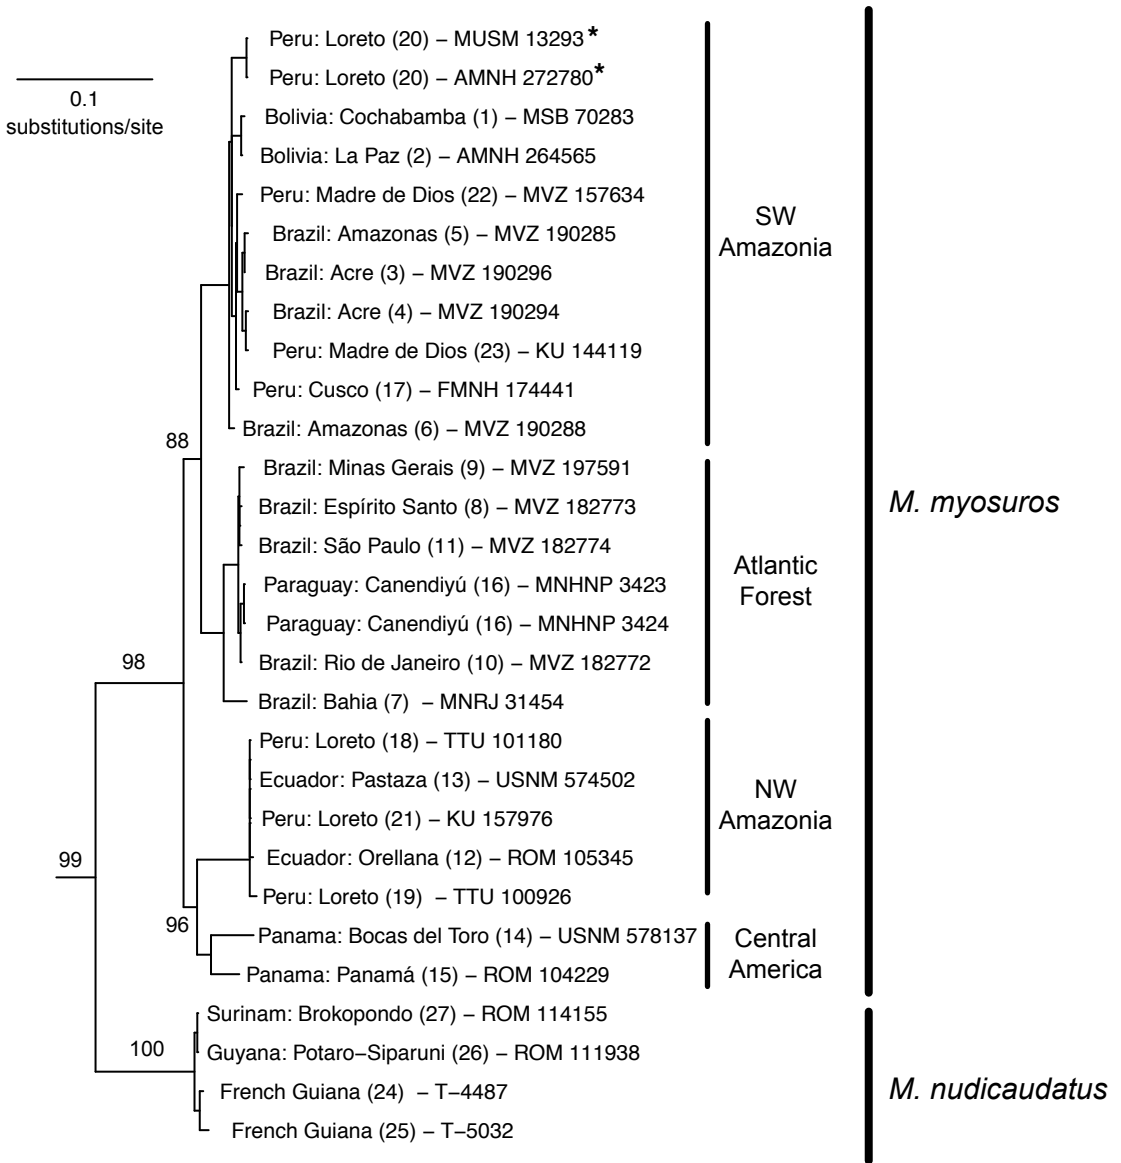 Peru: Loreto (20) – MUSM 13293*
Peru: Loreto (20) – AMNH 272780*
0.1
substitutions/site
Bolivia: Cochabamba (1) – MSB 70283
Bolivia: La Paz (2) – AMNH 264565
Peru: Madre de Dios (22) – MVZ 157634
Brazil: Amazonas (5) – MVZ 190285
Brazil: Acre (3) – MVZ 190296
Brazil: Acre (4) – MVZ 190294
Peru: Madre de Dios (23) – KU 144119
Peru: Cusco (17) – FMNH 174441
Brazil: Amazonas (6) – MVZ 190288
SW
Amazonia
88
Brazil: Minas Gerais (9) – MVZ 197591
Brazil: Espírito Santo (8) – MVZ 182773
Brazil: São Paulo (11) – MVZ 182774
Paraguay: Canendiyú (16) – MNHNP 3423
Paraguay: Canendiyú (16) – MNHNP 3424
Brazil: Rio de Janeiro (10) – MVZ 182772
Brazil: Bahia (7) – MNRJ 31454
Atlantic
Forest
M. myosuros
98
Peru: Loreto (18) – TTU 101180
Ecuador: Pastaza (13) – USNM 574502
Peru: Loreto (21) – KU 157976
Ecuador: Orellana (12) – ROM 105345
Peru: Loreto (19) – TTU 100926
NW
Amazonia
99
96
Panama: Bocas del Toro (14) – USNM 578137
Panama: Panamá (15) – ROM 104229
Central
America
Surinam: Brokopondo (27) – ROM 114155
Guyana: Potaro–Siparuni (26) – ROM 111938
French Guiana (24) – T–4487
French Guiana (25) – T–5032
100
M. nudicaudatus